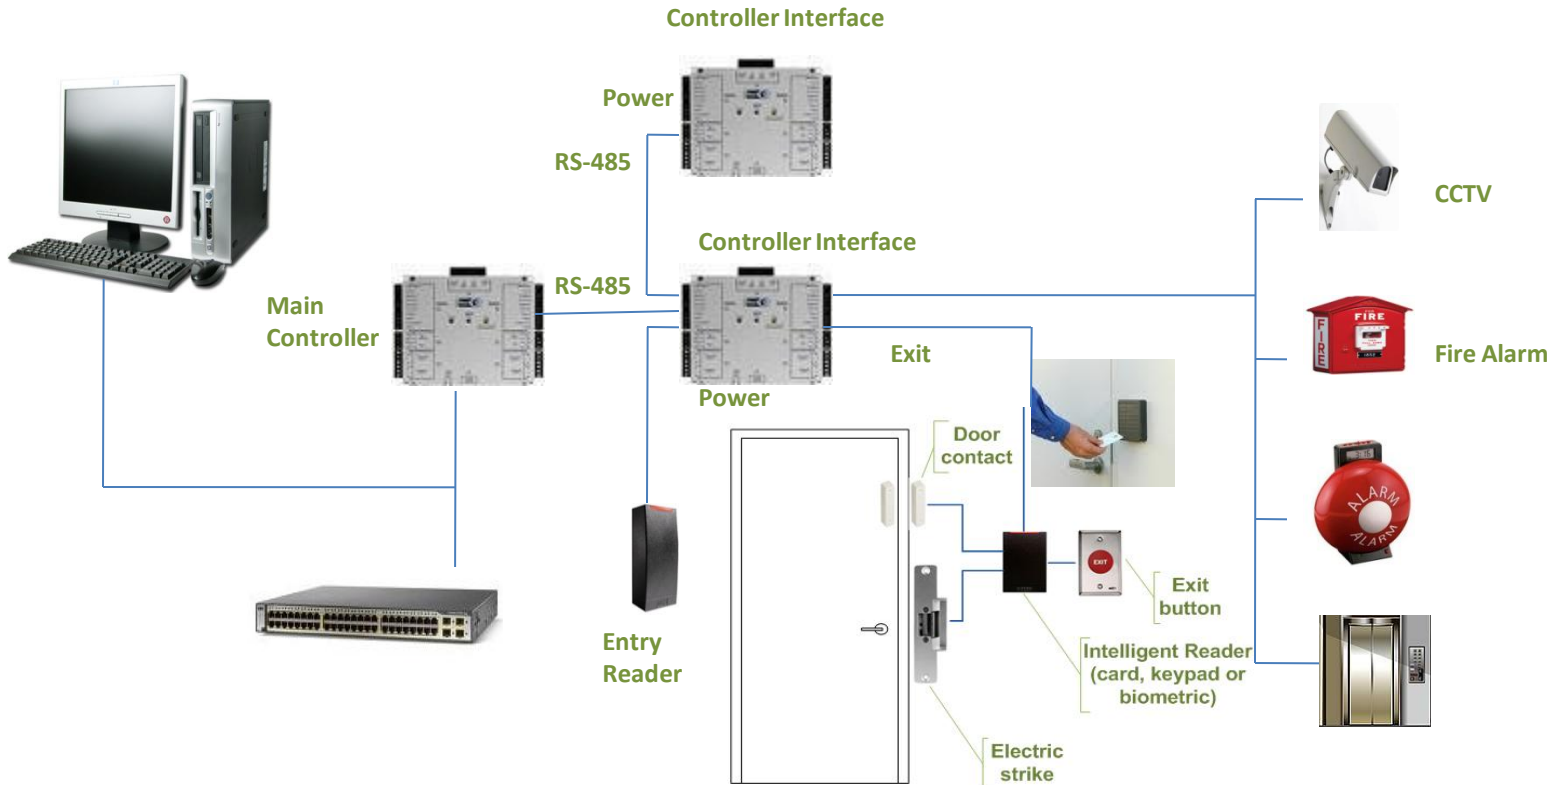 Controller Interface
Power
RS-485
CCTV
Controller Interface
RS-485
Main
Controller
FIRE
FIRE
Fire Alarm
Exit
Power
Door
contact
ALARM
ALARM
EXIT
Exit
button
Entry
Reader
Intelligent Reader
(card, keypad or
biometric)
Electric
strike